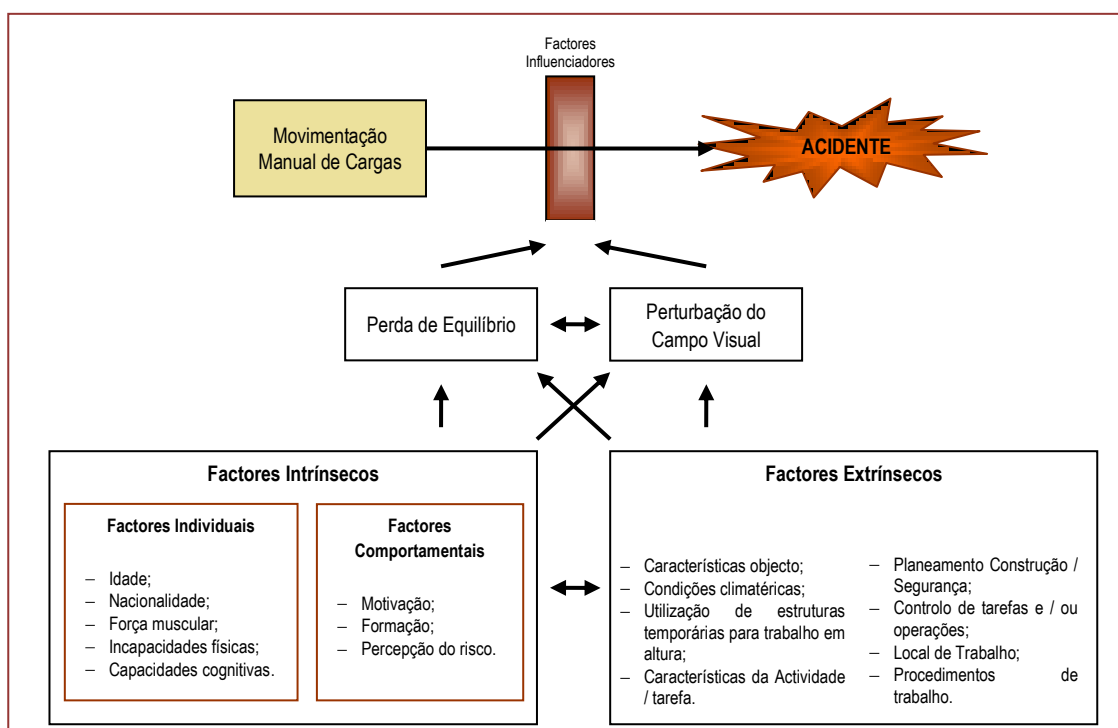 Factores
Influenciadores
Movimentação
Manual de Cargas
ACIDENTE
Perda de Equilíbrio
Perturbação do
Campo Visual
Factores Intrínsecos
Factores Individuais
– Idade;
– Nacionalidade;
– Força muscular;
– Incapacidades físicas;
– Capacidades cognitivas.
Factores
Comportamentais
– Motivação;
– Formação;
– Percepção do risco.
Factores Extrínsecos
– Características objecto;
– Condições climatéricas;
– Utilização de estruturas
temporárias para trabalho em
altura;
– Características da Actividade
/ tarefa.
– Planeamento Construção /
Segurança;
– Controlo de tarefas e / ou
operações;
– Local de Trabalho;
– Procedimentos de
trabalho.